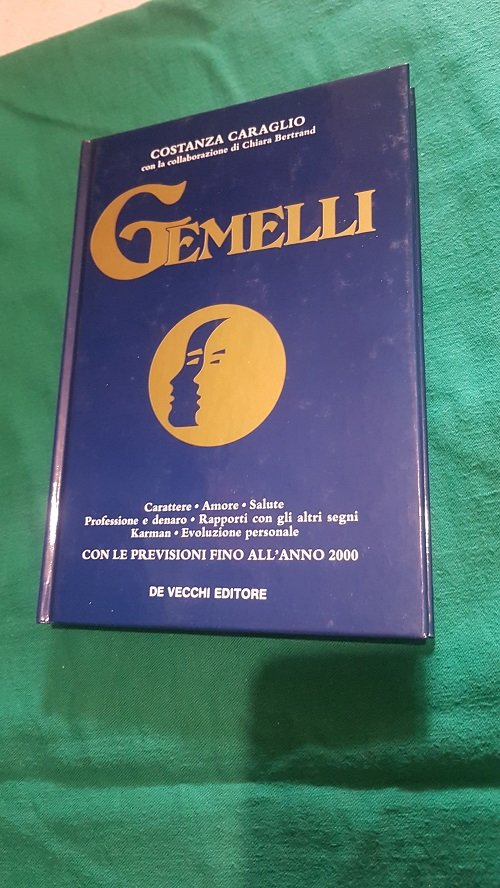 COSTANZA CARAGLIO
con la collaborazione di Chiara Bertrand
GEMELLI
Carattere • Amore • Salute
Professione e denaro • Rapporti con gli altri segni
Karman • Evoluzione personale
CON LE PREVISIONI FINO ALL'ANNO 2000
DE VECCHI EDITORE